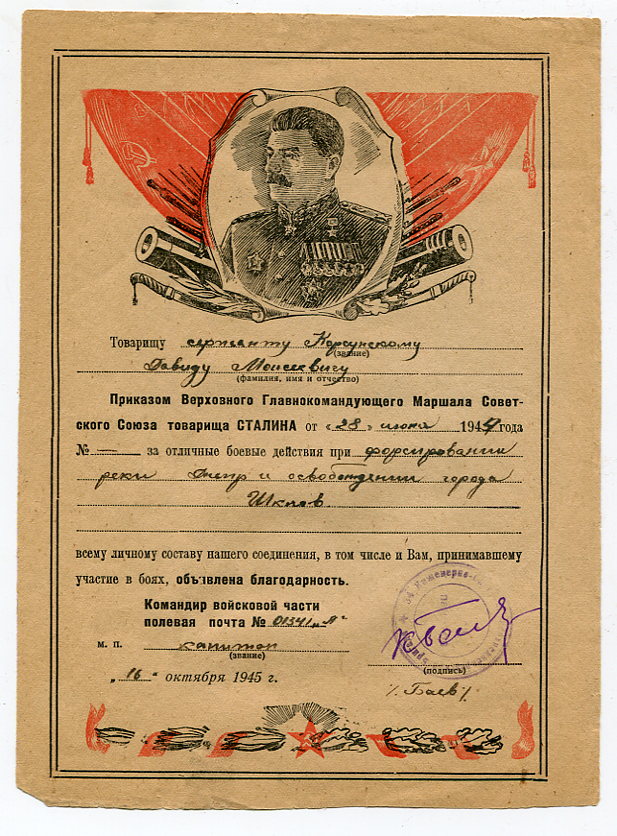 Товарищу сержанту Корсунскому
(звание)
Давиду Моисеевичу
(фамилия, имя и отчество)
Приказом Верховного Главнокомандующего Маршала Совет-
ского Союза товарища СТАЛИНА от «28» июня 1944 года
№ — за отличные боевые действия при форсировании
реки Днепр и освобождении города
Шклов
всему личному составу нашего соединения, в том числе и Вам, принимавшему
участие в боях, объявлена благодарность.
Командир войсковой части
полевая почта № 01341 „А"
м. п. капитан
(звание)
(подпись)
„16" октября 1945 г.
/. Баев /.